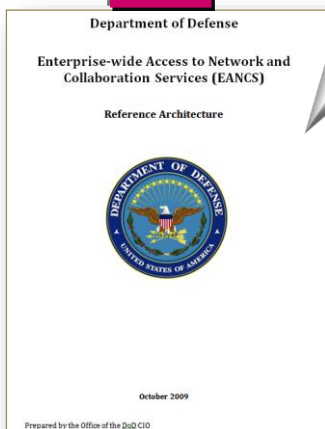 Department of Defense
Enterprise-wide Access to Network and
Collaboration Services (EANCS)
Reference Architecture
DEPARTMENT OF DEFENSE
UNITED STATES OF AMERICA
October 2009
Prepared by the Office of the DoD CIO